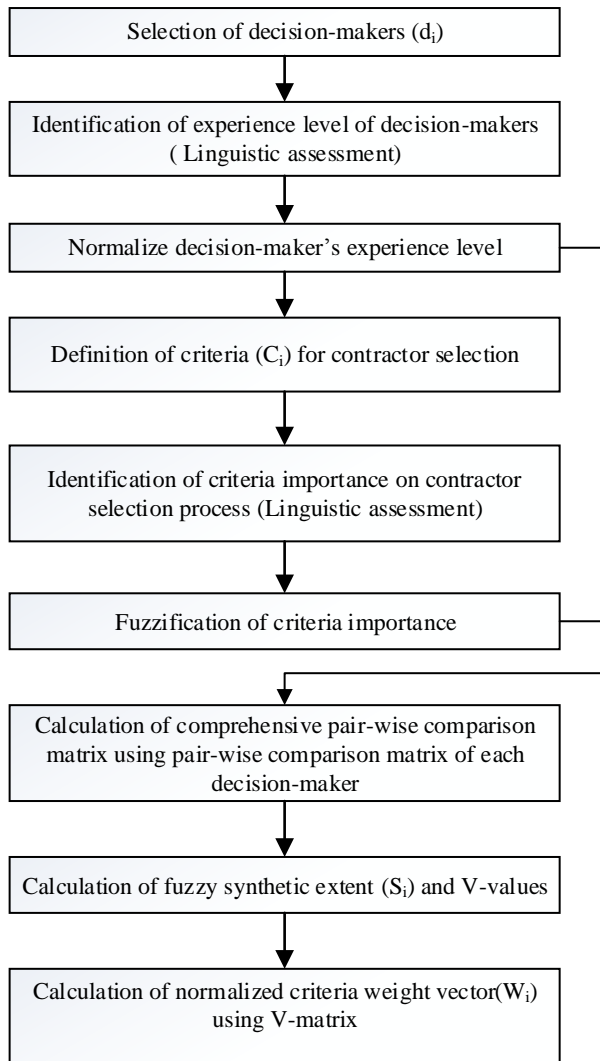 Selection of decision-makers (dᵢ)
Identification of experience level of decision-makers
( Linguistic assessment)
Normalize decision-maker’s experience level
Definition of criteria (Cᵢ) for contractor selection
Identification of criteria importance on contractor
selection process (Linguistic assessment)
Fuzzification of criteria importance
Calculation of comprehensive pair-wise comparison
matrix using pair-wise comparison matrix of each
decision-maker
Calculation of fuzzy synthetic extent (Sᵢ) and V-values
Calculation of normalized criteria weight vector(Wᵢ)
using V-matrix